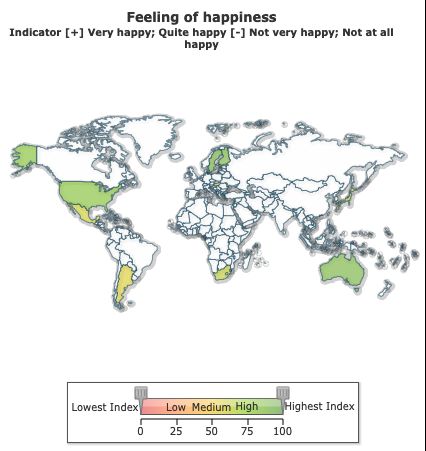 Feeling of happiness
Indicator [+] Very happy; Quite happy [-] Not very happy; Not at all
happy
Lowest Index Low Medium High Highest Index
0 25 50 75 100